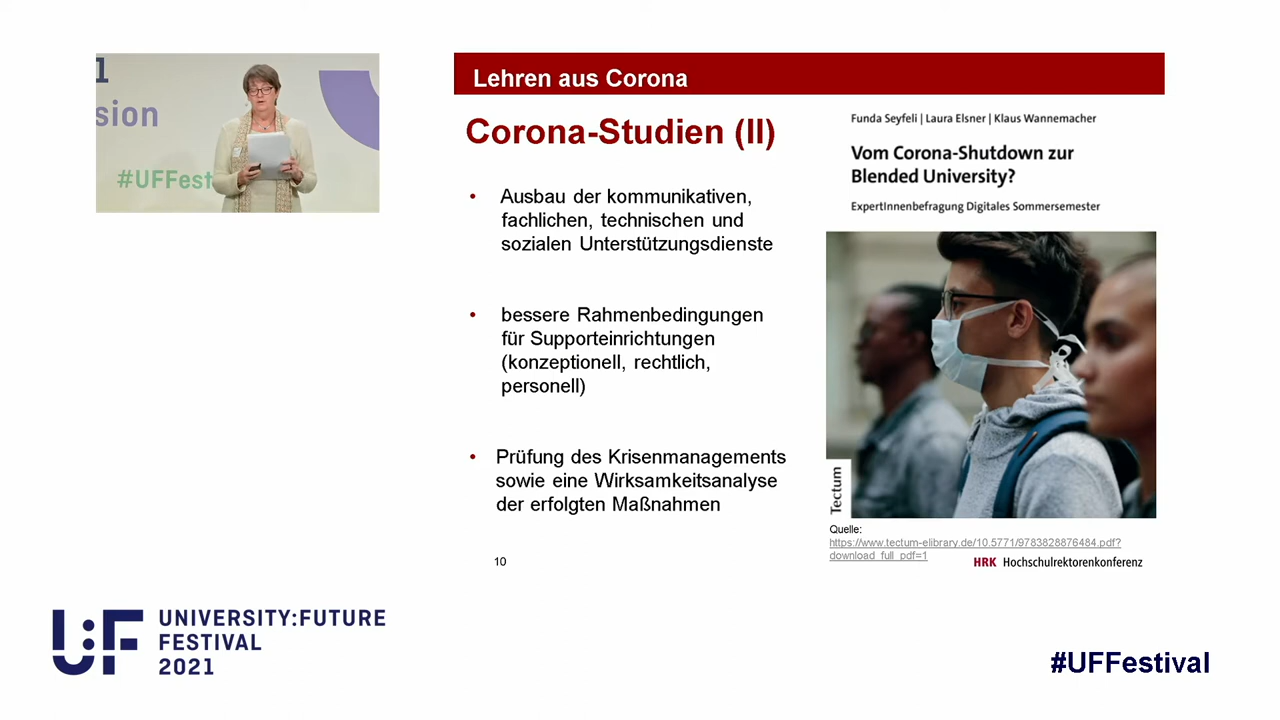 1
sion
#UFFest
Lehren aus Corona
Corona-Studien (II)
• Ausbau der kommunikativen,
fachlichen, technischen und
sozialen Unterstützungsdienste
• bessere Rahmenbedingungen
für Supporteinrichtungen
(konzeptionell, rechtlich,
personell)
• Prüfung des Krisenmanagements
sowie eine Wirksamkeitsanalyse
der erfolgten Maßnahmen
10
Funda Seyfeli | Laura Elsner | Klaus Wannemacher
Vom Corona-Shutdown zur
Blended University?
ExpertInnenbefragung Digitales Sommersemester
Tectum
Quelle:
https://www.tectum-elibrary.de/10.5771/9783828876484.pdf?
download_full_pdf=1
HRK Hochschulrektorenkonferenz
U:F UNIVERSITY:FUTURE
FESTIVAL
2021
#UFFestival